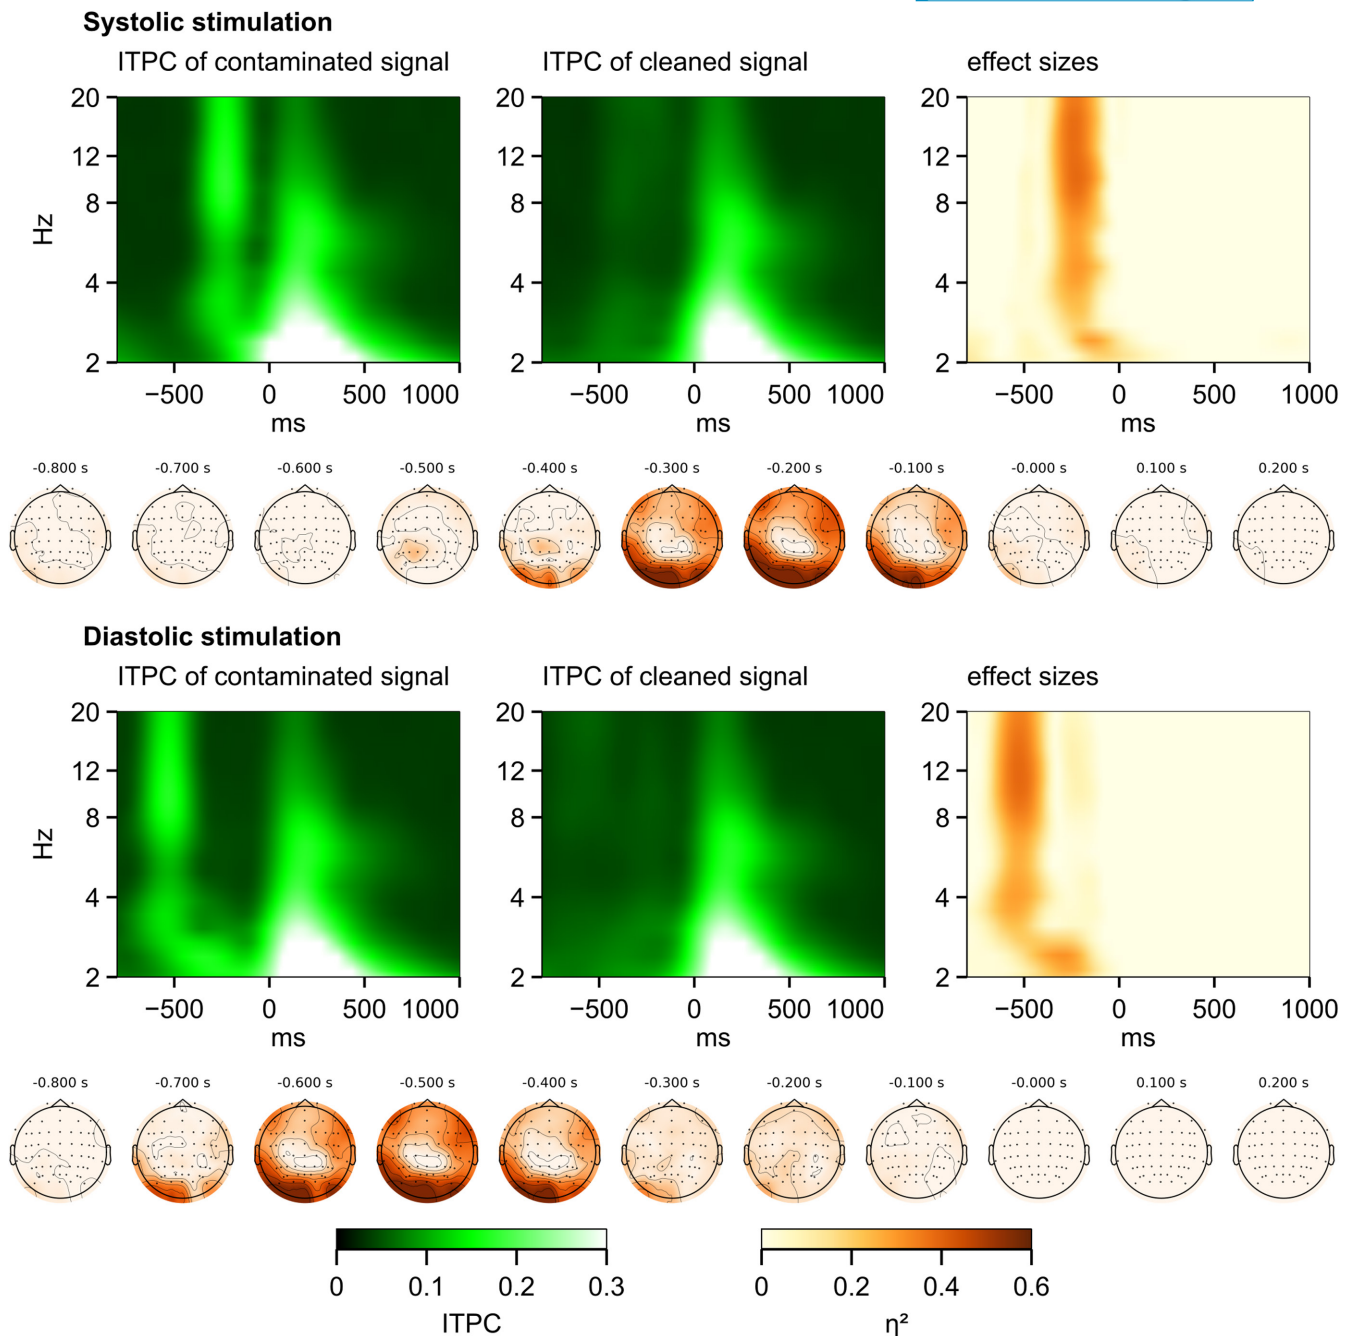 Systolic stimulation
ITPC of contaminated signal ITPC of cleaned signal effect sizes
20 20 20
12 12 12
8 8 8
Hz
4 4 4
2 2 2
−500 0 500 1000 −500 0 500 1000 −500 0 500 1000
ms ms ms
-0.800 s -0.700 s -0.600 s -0.500 s -0.400 s -0.300 s -0.200 s -0.100 s -0.000 s 0.100 s 0.200 s
Diastolic stimulation
ITPC of contaminated signal ITPC of cleaned signal effect sizes
20 20 20
12 12 12
8 8 8
Hz
4 4 4
2 2 2
−500 0 500 1000 −500 0 500 1000 −500 0 500 1000
ms ms ms
-0.800 s -0.700 s -0.600 s -0.500 s -0.400 s -0.300 s -0.200 s -0.100 s -0.000 s 0.100 s 0.200 s
0 0.1 0.2 0.3 0 0.2 0.4 0.6
ITPC η²